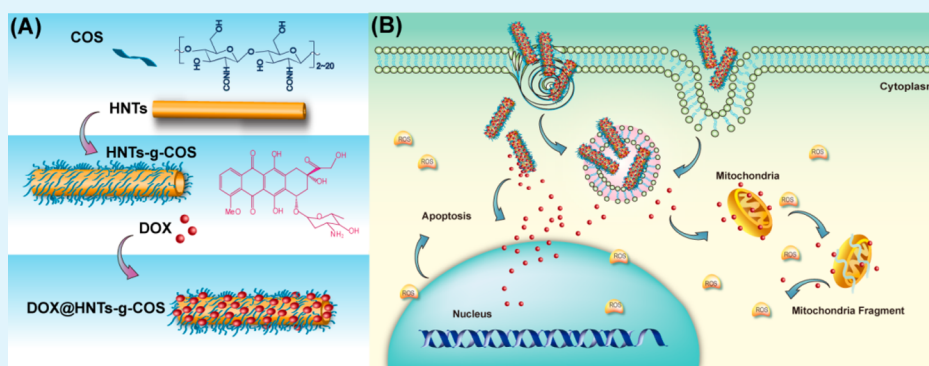 (A)
COS
HO
OH
O
HO
CONH
O
HO
OH
O
CONH
2~20
HNTs
HNTs-g-COS
O
OH
O
OH
OH
MeO
O
OH
O
O
NH₂
OH
DOX
DOX@HNTs-g-COS
(B)
Cytoplasm
ROS
ROS
ROS
Mitochondria
ROS
Apoptosis
ROS
ROS
ROS
ROS
ROS
ROS
Mitochondria Fragment
ROS
Nucleus